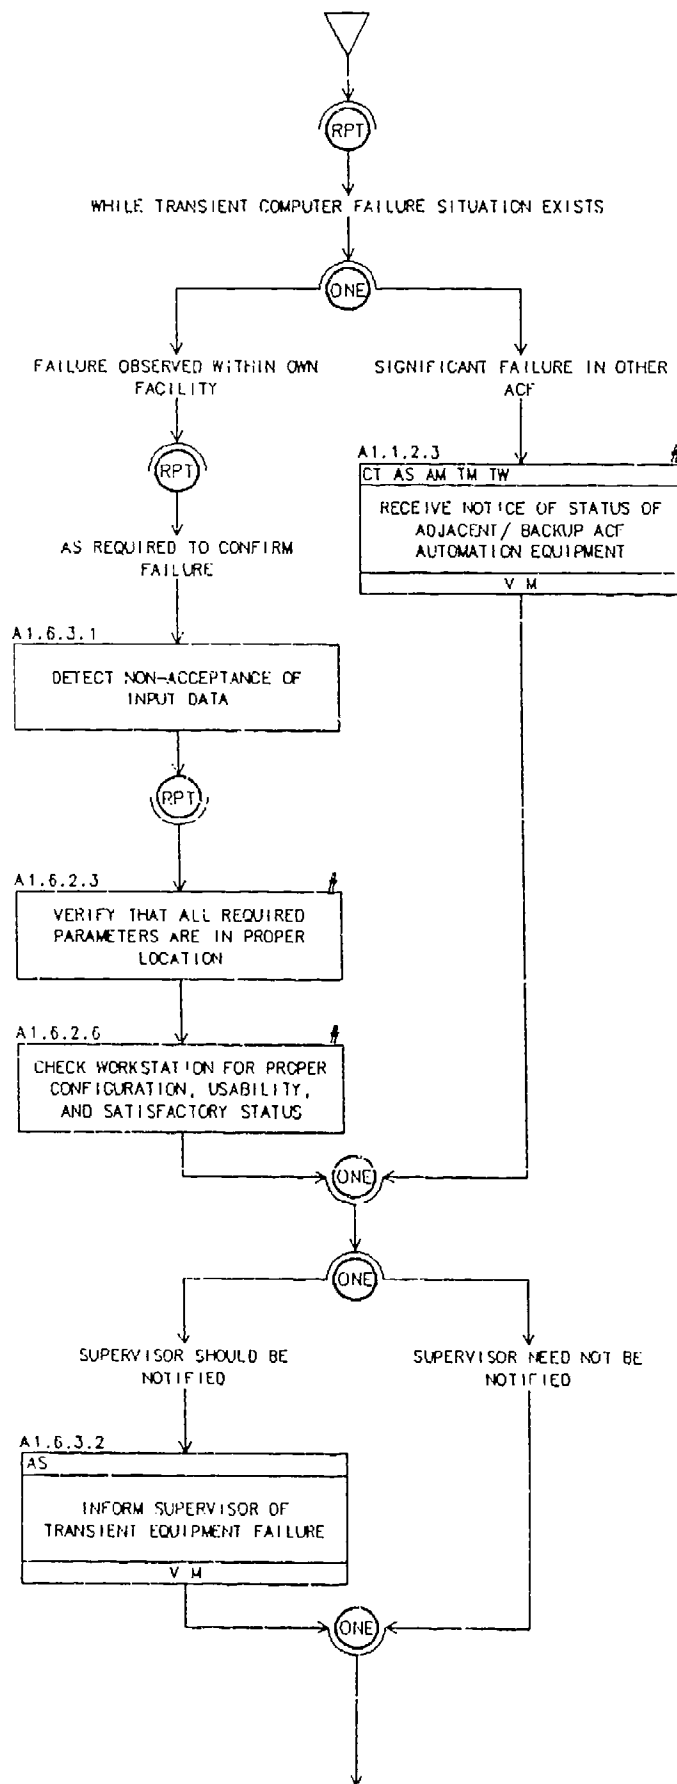 RPT
WHILE TRANSIENT COMPUTER FAILURE SITUATION EXISTS
ONE
FAILURE OBSERVED WITHIN OWN
FACILITY
SIGNIFICANT FAILURE IN OTHER
ACF
RPT
AS REQUIRED TO CONFIRM
FAILURE
A1.1.2.3
CT AS AM TM TW
RECEIVE NOTICE OF STATUS OF
ADJACENT/ BACKUP ACF
AUTOMATION EQUIPMENT
V M
A1.6.3.1
DETECT NON-ACCEPTANCE OF
INPUT DATA
RPT
A1.6.2.3
VERIFY THAT ALL REQUIRED
PARAMETERS ARE IN PROPER
LOCATION
A1.6.2.6
CHECK WORKSTATION FOR PROPER
CONFIGURATION, USABILITY,
AND SATISFACTORY STATUS
ONE
ONE
SUPERVISOR SHOULD BE
NOTIFIED
SUPERVISOR NEED NOT BE
NOTIFIED
A1.6.3.2
AS
INFORM SUPERVISOR OF
TRANSIENT EQUIPMENT FAILURE
V M
ONE